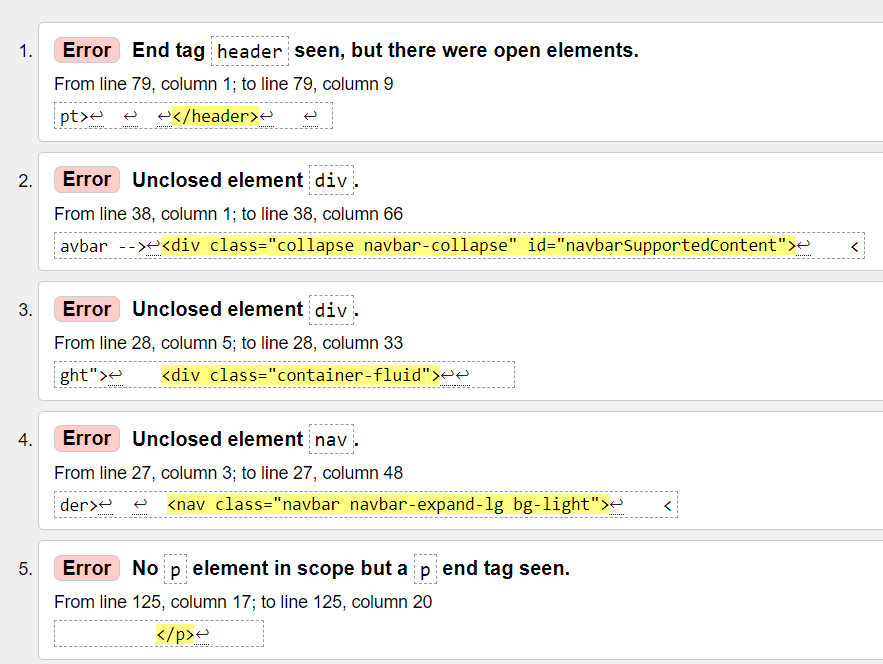 1. Error End tag header seen, but there were open elements.
From line 79, column 1; to line 79, column 9
pt>↩ ↩ ↩</header>↩ ↩
2. Error Unclosed element div.
From line 38, column 1; to line 38, column 66
avbar -->↩<div class="collapse navbar-collapse" id="navbarSupportedContent">↩ <
3. Error Unclosed element div.
From line 28, column 5; to line 28, column 33
ght">↩ <div class="container-fluid">↩↩
4. Error Unclosed element nav.
From line 27, column 3; to line 27, column 48
der>↩ ↩ <nav class="navbar navbar-expand-lg bg-light">↩ <
5. Error No p element in scope but a p end tag seen.
From line 125, column 17; to line 125, column 20
</p>↩